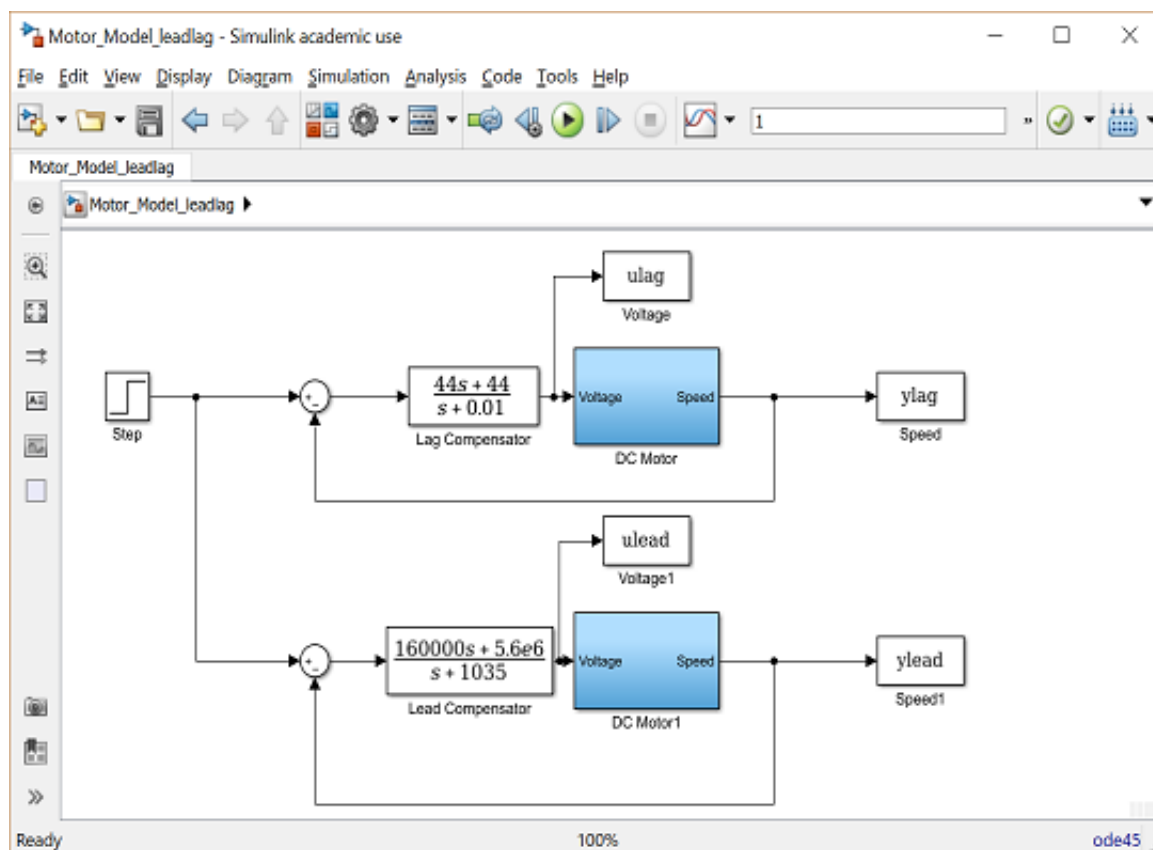 Motor_Model_leadlag - Simulink academic use
File Edit View Display Diagram Simulation Analysis Code Tools Help
1 »
Motor_Model_leadlag
Motor_Model_leadlag
ulag
Voltage
Step
+
-
44s + 44
s + 0.01
Lag Compensator
Voltage Speed
DC Motor
ylag
Speed
ulead
Voltage1
+
-
160000s + 5.6e6
s + 1035
Lead Compensator
Voltage Speed
DC Motor1
ylead
Speed1
Ready 100% ode45